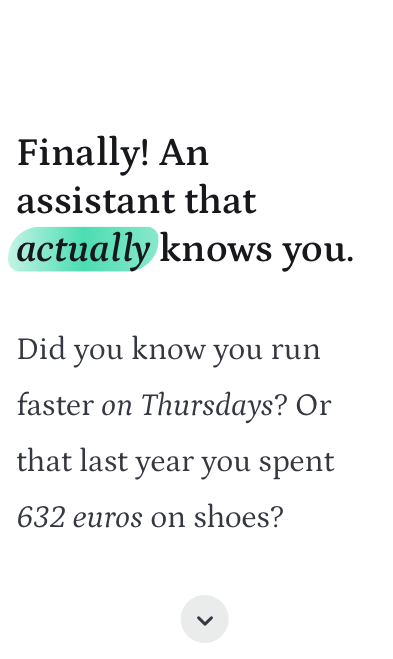 Finally! An
assistant that
actually knows you.
Did you know you run
faster on Thursdays? Or
that last year you spent
632 euros on shoes?